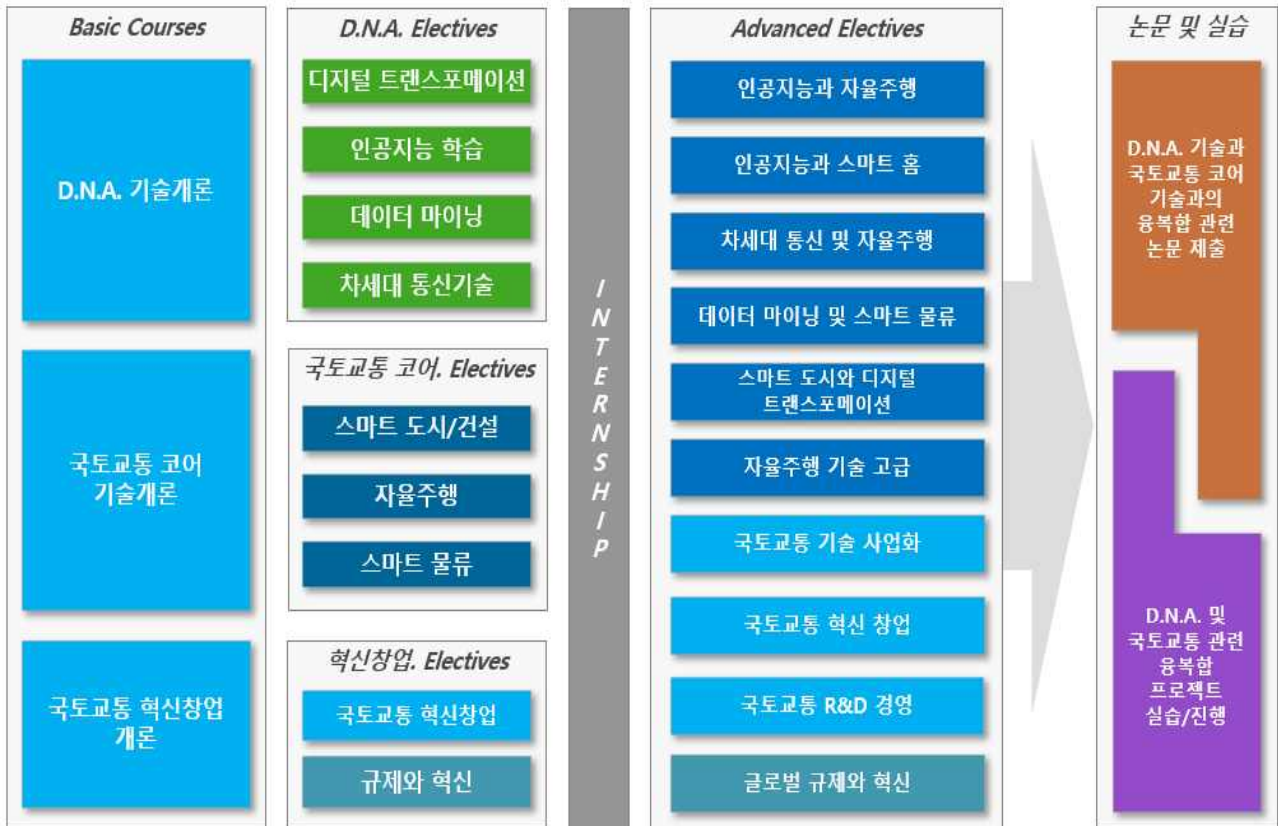 Basic Courses
D.N.A. 기술개론
국토교통 코어
기술개론
국토교통 혁신창업
개론
D.N.A. Electives
디지털 트랜스포메이션
인공지능 학습
데이터 마이닝
차세대 통신기술
국토교통 코어. Electives
스마트 도시/건설
자율주행
스마트 물류
혁신창업. Electives
국토교통 혁신창업
규제와 혁신
INTERNSHIP
Advanced Electives
인공지능과 자율주행
인공지능과 스마트 홈
차세대 통신 및 자율주행
데이터 마이닝 및 스마트 물류
스마트 도시와 디지털
트랜스포메이션
자율주행 기술 고급
국토교통 기술 사업화
국토교통 혁신 창업
국토교통 R&D 경영
글로벌 규제와 혁신
논문 및 실습
D.N.A. 기술과
국토교통 코어
기술과의
융복합 관련
논문 제출
D.N.A. 및
국토교통 관련
융복합
프로젝트
실습/진행